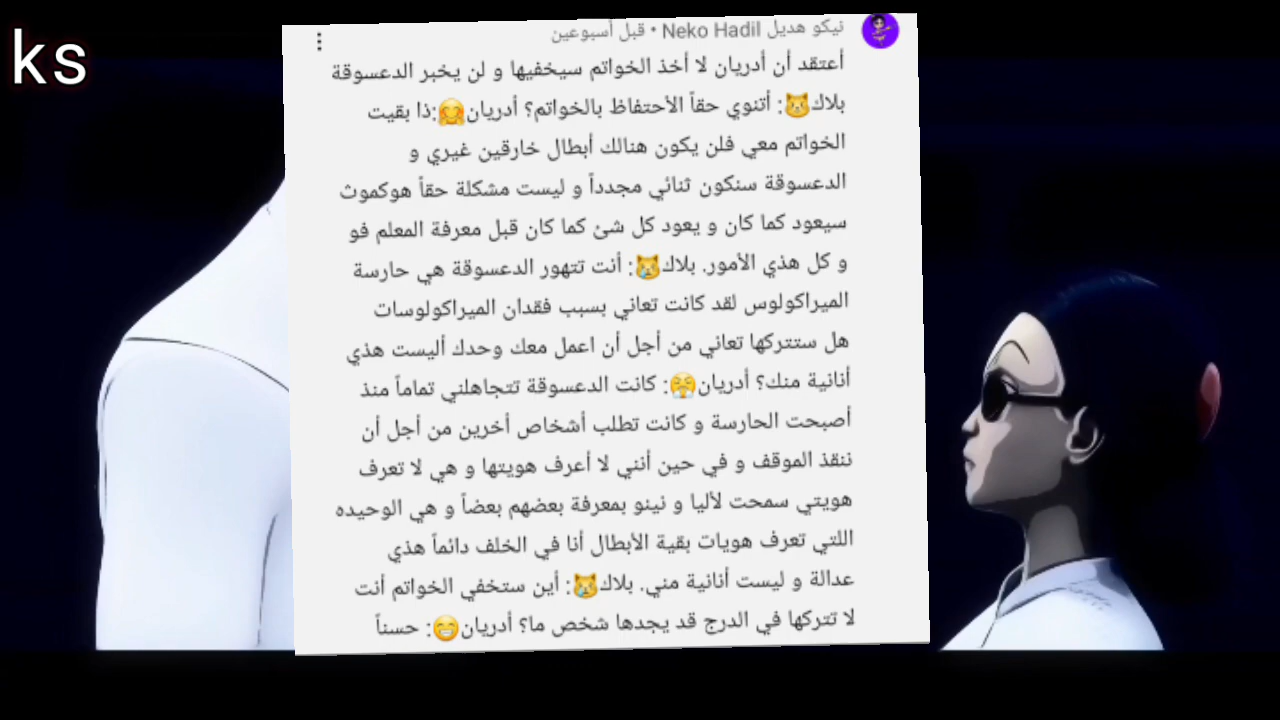 ks
نيكو هديل Neko Hadil • قبل أسبوعين
أعتقد أن أدريان لا أخذ الخواتم سيخفيها و لن يخبر الدعسوقة
بلاك😿: أتنوي حقاً الأحتفاظ بالخواتم؟ أدريان🤗:ذا بقيت
الخواتم معي فلن يكون هنالك أبطال خارقين غيري و
الدعسوقة سنكون ثنائي مجدداً و ليست مشكلة حقاً هوكموث
سيعود كما كان و يعود كل شئ كما كان قبل معرفة المعلم فو
و كل هذي الأمور. بلاك😿: أنت تتهور الدعسوقة هي حارسة
الميراكولوس لقد كانت تعاني بسبب فقدان الميراكولوسات
هل ستتركها تعاني من أجل أن اعمل معك وحدك أليست هذي
أنانية منك؟ أدريان😤: كانت الدعسوقة تتجاهلني تماماً منذ
أصبحت الحارسة و كانت تطلب أشخاص أخرين من أجل أن
ننقذ الموقف و في حين أنني لا أعرف هويتها و هي لا تعرف
هويتي سمحت لأليا و نينو بمعرفة بعضهم بعضاً و هي الوحيده
اللتي تعرف هويات بقية الأبطال أنا في الخلف دائماً هذي
عدالة و ليست أنانية مني. بلاك😿: أين ستخفي الخواتم أنت
لا تتركها في الدرج قد يجدها شخص ما؟ أدريان😁: حسناً